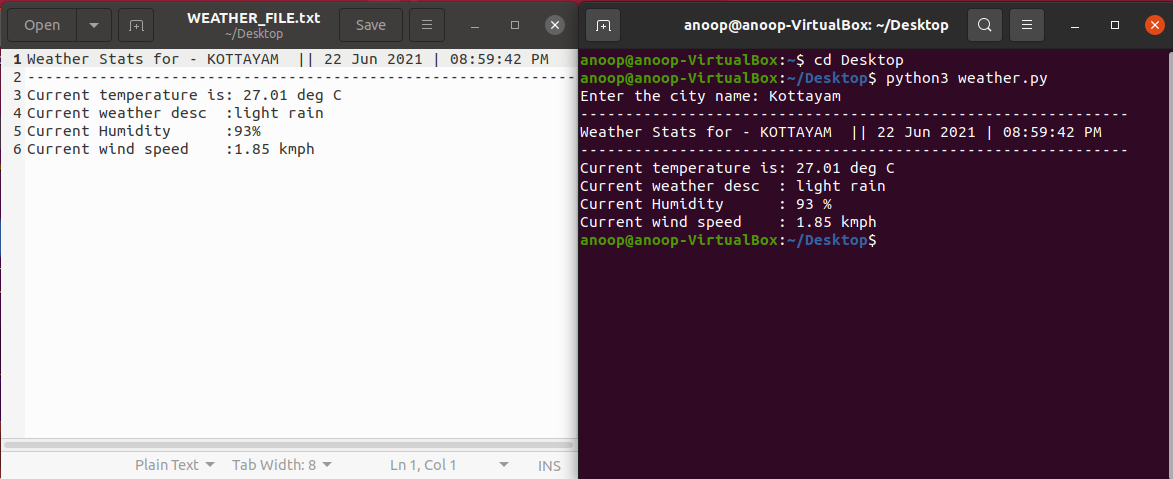 Open
WEATHER_FILE.txt
~/Desktop
Save
1 Weather Stats for - KOTTAYAM  || 22 Jun 2021 | 08:59:42 PM
2 -------------------------------------------------------------
3 Current temperature is: 27.01 deg C
4 Current weather desc  :light rain
5 Current Humidity      :93%
6 Current wind speed    :1.85 kmph
Plain Text Tab Width: 8 Ln 1, Col 1 INS
anoop@anoop-VirtualBox: ~/Desktop
anoop@anoop-VirtualBox:~$ cd Desktop
anoop@anoop-VirtualBox:~/Desktop$ python3 weather.py
Enter the city name: Kottayam
-------------------------------------------------------------
Weather Stats for - KOTTAYAM  || 22 Jun 2021 | 08:59:42 PM
-------------------------------------------------------------
Current temperature is: 27.01 deg C
Current weather desc  : light rain
Current Humidity      : 93 %
Current wind speed    : 1.85 kmph
anoop@anoop-VirtualBox:~/Desktop$